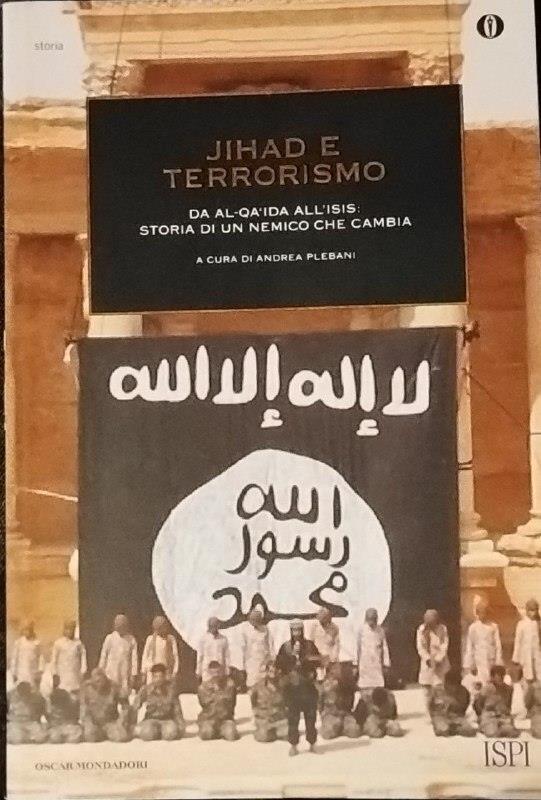 storia
JIHAD E
TERRORISMO
DA AL-QA'IDA ALL'ISIS:
STORIA DI UN NEMICO CHE CAMBIA
A CURA DI ANDREA PLEBANI
لا إله إلا الله
الله
رسول
محمد
OSCAR MONDADORI
ISPI